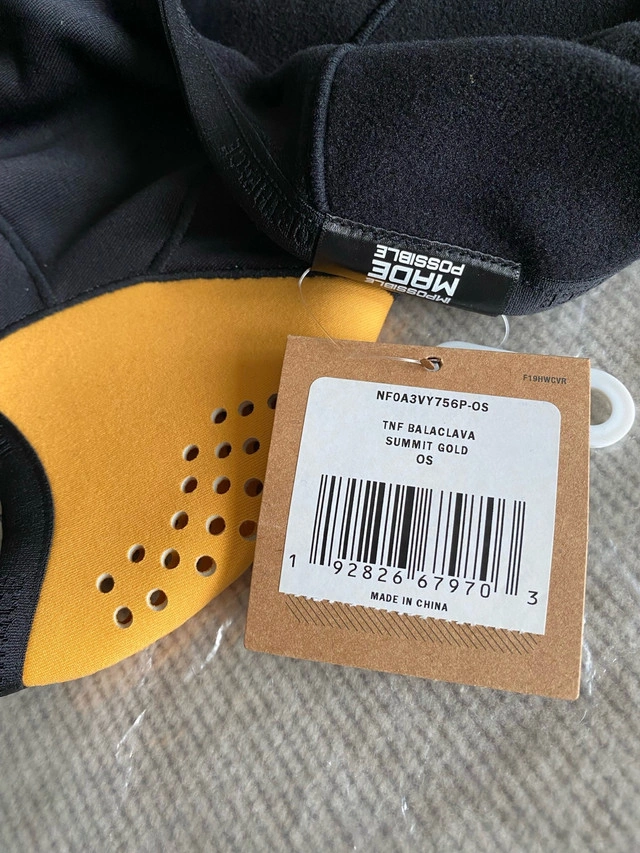 IMPOSSIBLE
MADE
POSSIBLE
F19HWCVR
NF0A3VY756P-OS
TNF BALACLAVA
SUMMIT GOLD
OS
1 92826 67970 3
MADE IN CHINA